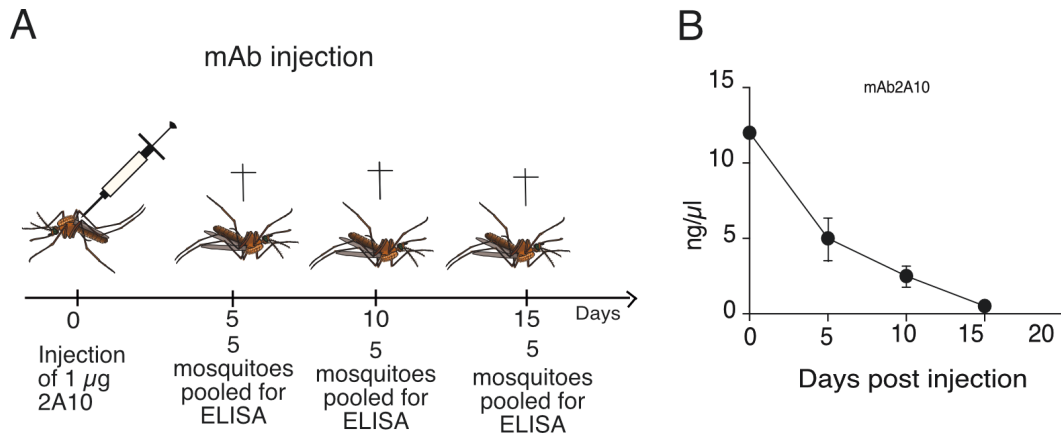 A
mAb injection
0
5
10
15
Days
Injection
of 1 µg
2A10
5
mosquitoes
pooled for
ELISA
5
mosquitoes
pooled for
ELISA
5
mosquitoes
pooled for
ELISA
B
mAb2A10
ng/µl
15
10
5
0
0
5
10
15
20
Days post injection